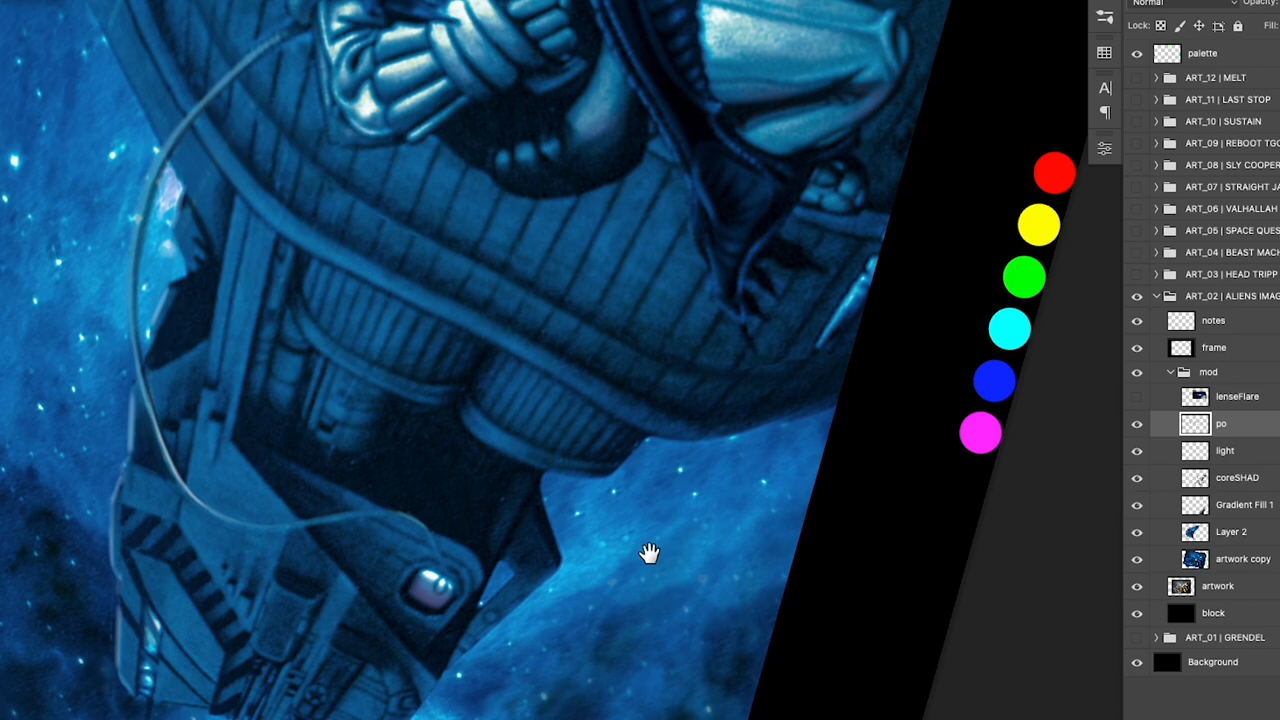 Normal
Opacity:
Lock:
Fill:
palette
ART_12 | MELT
ART_11 | LAST STOP
ART_10 | SUSTAIN
ART_09 | REBOOT TGO
ART_08 | SLY COOPER
ART_07 | STRAIGHT JA
ART_06 | VALHALLAH
ART_05 | SPACE QUES
ART_04 | BEAST MACH
ART_03 | HEAD TRIPP
ART_02 | ALIENS IMAG
notes
frame
mod
lenseFlare
po
light
coreSHAD
Gradient Fill 1
Layer 2
artwork copy
artwork
block
ART_01 | GRENDEL
Background